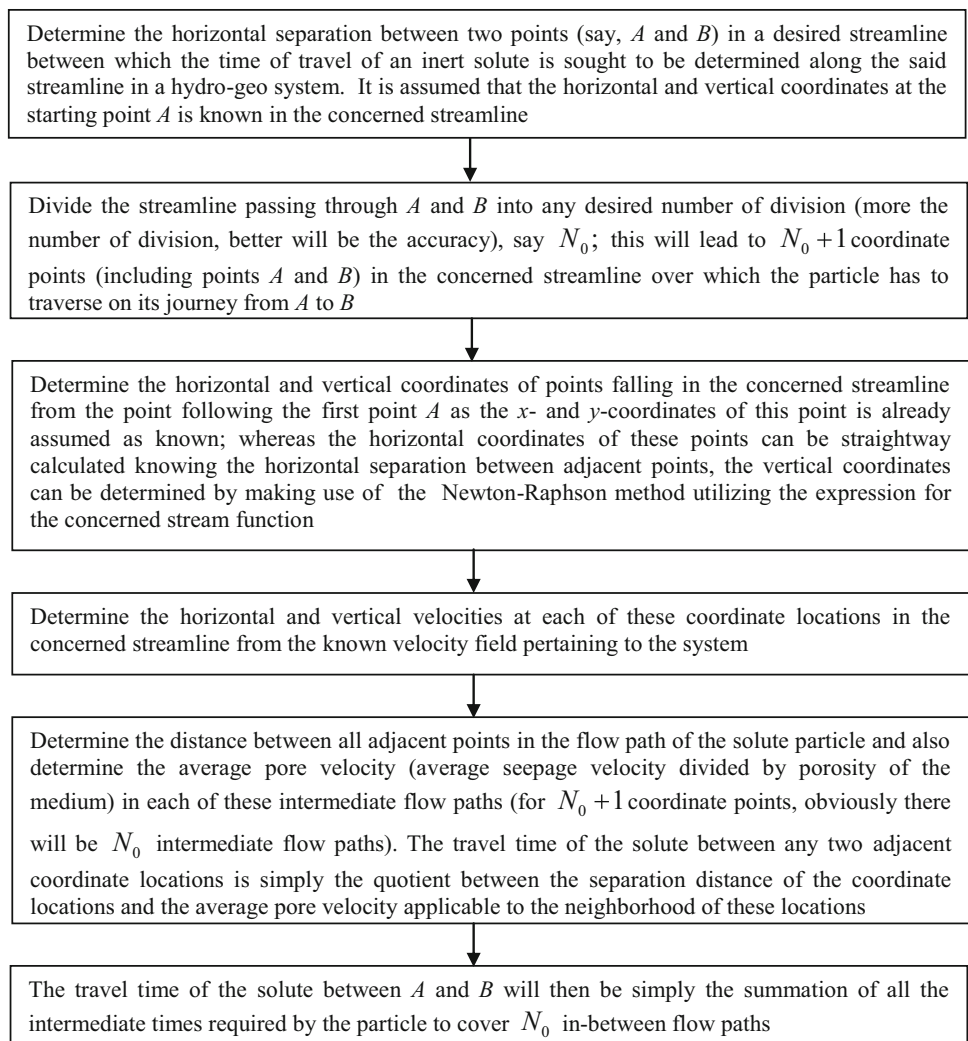 Determine the horizontal separation between two points (say, A and B) in a desired streamline
between which the time of travel of an inert solute is sought to be determined along the said
streamline in a hydro-geo system. It is assumed that the horizontal and vertical coordinates at the
starting point A is known in the concerned streamline
Divide the streamline passing through A and B into any desired number of division (more the
number of division, better will be the accuracy), say N₀; this will lead to N₀ + 1 coordinate
points (including points A and B) in the concerned streamline over which the particle has to
traverse on its journey from A to B
Determine the horizontal and vertical coordinates of points falling in the concerned streamline
from the point following the first point A as the x- and y-coordinates of this point is already
assumed as known; whereas the horizontal coordinates of these points can be straightway
calculated knowing the horizontal separation between adjacent points, the vertical coordinates
can be determined by making use of the Newton-Raphson method utilizing the expression for
the concerned stream function
Determine the horizontal and vertical velocities at each of these coordinate locations in the
concerned streamline from the known velocity field pertaining to the system
Determine the distance between all adjacent points in the flow path of the solute particle and also
determine the average pore velocity (average seepage velocity divided by porosity of the
medium) in each of these intermediate flow paths (for N₀ + 1 coordinate points, obviously there
will be N₀ intermediate flow paths). The travel time of the solute between any two adjacent
coordinate locations is simply the quotient between the separation distance of the coordinate
locations and the average pore velocity applicable to the neighborhood of these locations
The travel time of the solute between A and B will then be simply the summation of all the
intermediate times required by the particle to cover N₀ in-between flow paths